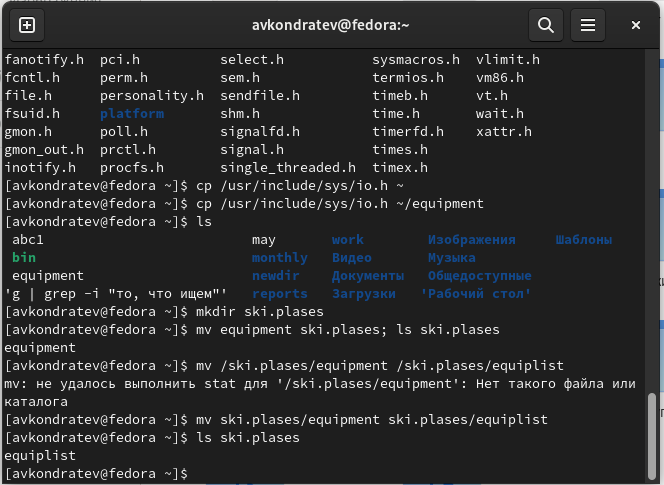 avkondratev@fedora:~
fanotify.h pci.h select.h sysmacros.h vlimit.h
fcntl.h perm.h sem.h termios.h vm86.h
file.h personality.h sendfile.h timeb.h vt.h
fsuid.h platform shm.h time.h wait.h
gmon.h poll.h signalfd.h timerfd.h xattr.h
gmon_out.h prctl.h signal.h times.h
inotify.h procfs.h single_threaded.h timex.h
[avkondratev@fedora ~]$ cp /usr/include/sys/io.h ~
[avkondratev@fedora ~]$ cp /usr/include/sys/io.h ~/equipment
[avkondratev@fedora ~]$ ls
abc1 may work Изображения Шаблоны
bin monthly Видео Музыка
equipment newdir Документы Общедоступные
'g | grep -i "то, что ищем"' reports Загрузки 'Рабочий стол'
[avkondratev@fedora ~]$ mkdir ski.plases
[avkondratev@fedora ~]$ mv equipment ski.plases; ls ski.plases
equipment
[avkondratev@fedora ~]$ mv /ski.plases/equipment /ski.plases/equiplist
mv: не удалось выполнить stat для '/ski.plases/equipment': Нет такого файла или
каталога
[avkondratev@fedora ~]$ mv ski.plases/equipment ski.plases/equiplist
[avkondratev@fedora ~]$ ls ski.plases
equiplist
[avkondratev@fedora ~]$